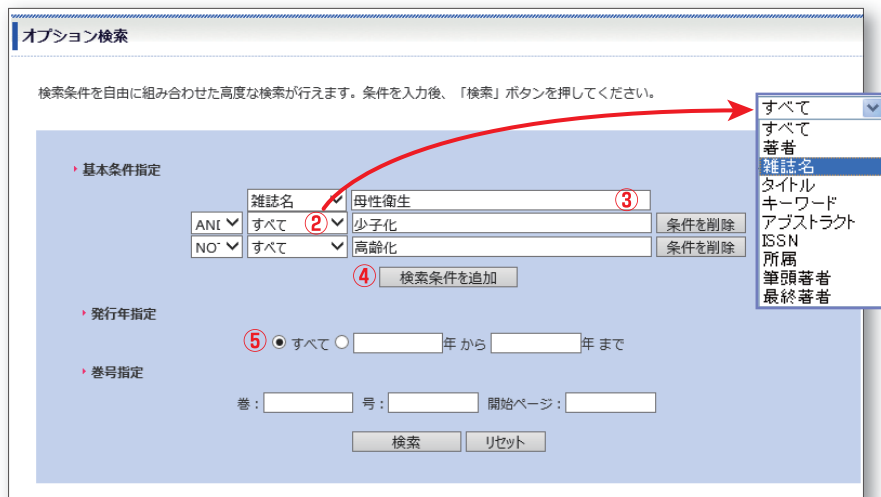 オプション検索
検索条件を自由に組み合わせた高度な検索が行えます。条件を入力後、「検索」ボタンを押してください。
基本条件指定
雑誌名 母性衛生 ③
AND すべて ② 少子化 条件を削除
NOT すべて 高齢化 条件を削除
④ 検索条件を追加
発行年指定
⑤ すべて 年 から 年 まで
巻号指定
巻： 号： 開始ページ：
検索 リセット
すべて
すべて
著者
雑誌名
タイトル
キーワード
アブストラクト
ISSN
所属
筆頭著者
最終著者